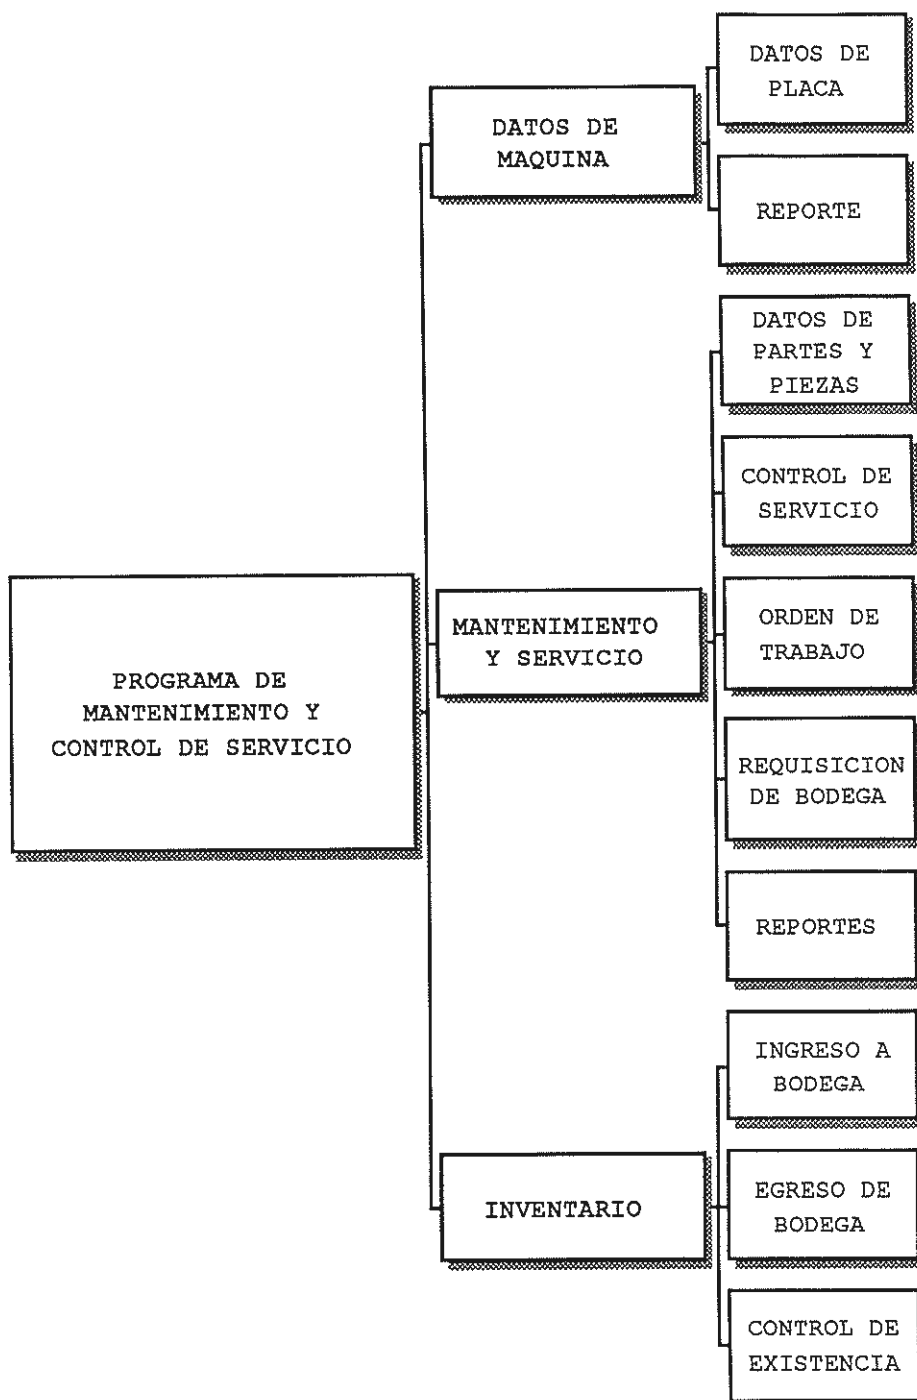 PROGRAMA DE
MANTENIMIENTO Y
CONTROL DE SERVICIO
DATOS DE
MAQUINA
DATOS DE
PLACA
REPORTE
MANTENIMIENTO
Y SERVICIO
DATOS DE
PARTES Y
PIEZAS
CONTROL DE
SERVICIO
ORDEN DE
TRABAJO
REQUISICION
DE BODEGA
REPORTES
INVENTARIO
INGRESO A
BODEGA
EGRESO DE
BODEGA
CONTROL DE
EXISTENCIA